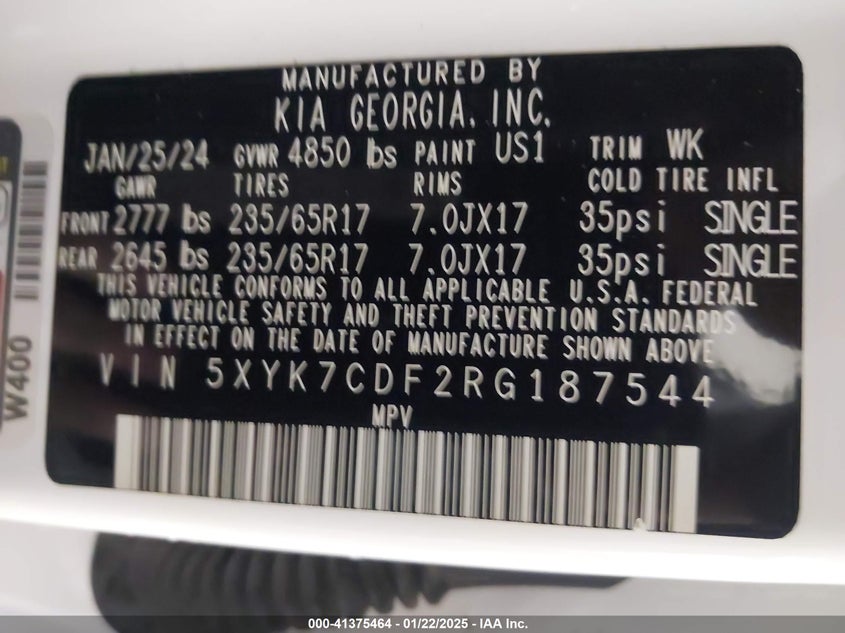 MANUFACTURED BY
KIA GEORGIA, INC.
JAN/25/24 GVWR 4850 lbs PAINT US1 TRIM WK
GAWR TIRES RIMS COLD TIRE INFL
FRONT 2777 lbs 235/65R17 7.0JX17 35psi SINGLE
REAR 2645 lbs 235/65R17 7.0JX17 35psi SINGLE
THIS VEHICLE CONFORMS TO ALL APPLICABLE U.S.A. FEDERAL
MOTOR VEHICLE SAFETY AND THEFT PREVENTION STANDARDS
IN EFFECT ON THE DATE OF MANUFACTURE SHOWN ABOVE
VIN 5XYK7CDF2RG187544
MPV
W400
000-41375464 - 01/22/2025 - IAA Inc.